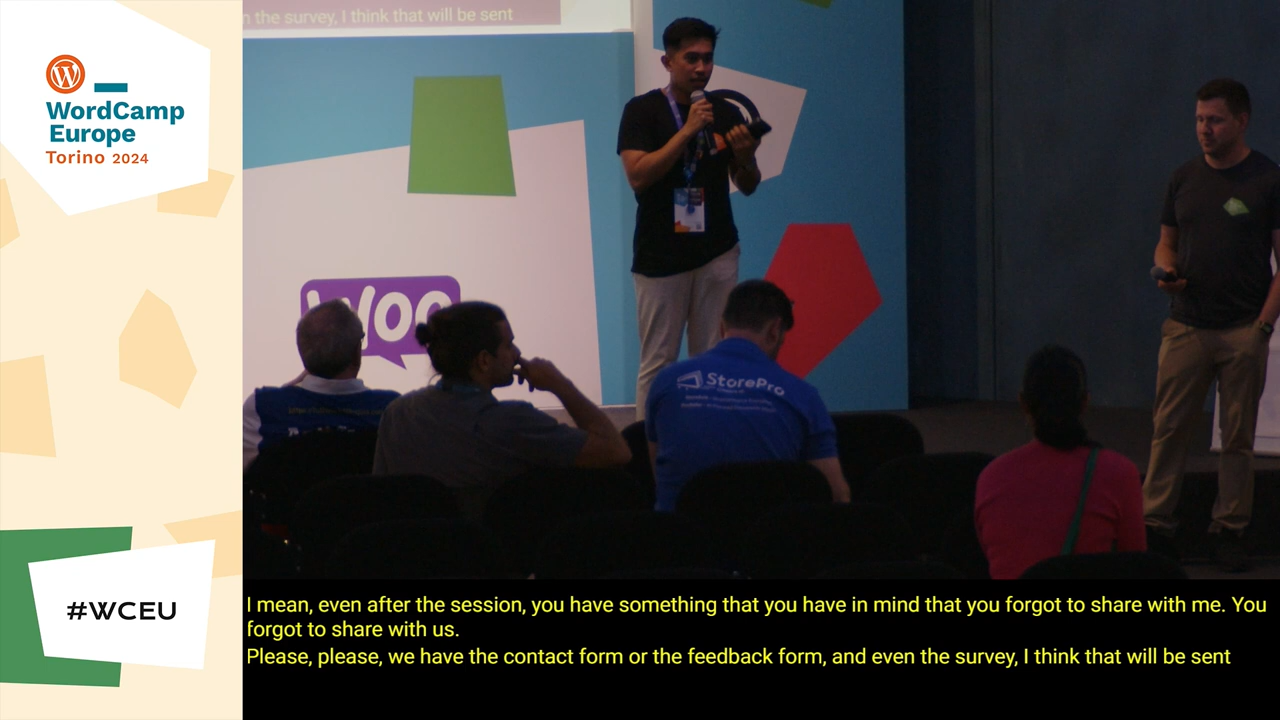 n the survey, I think that will be sent
WordCamp
Europe
Torino 2024
WOO
StorePro
#WCEU
I mean, even after the session, you have something that you have in mind that you forgot to share with me. You
forgot to share with us.
Please, please, we have the contact form or the feedback form, and even the survey, I think that will be sent